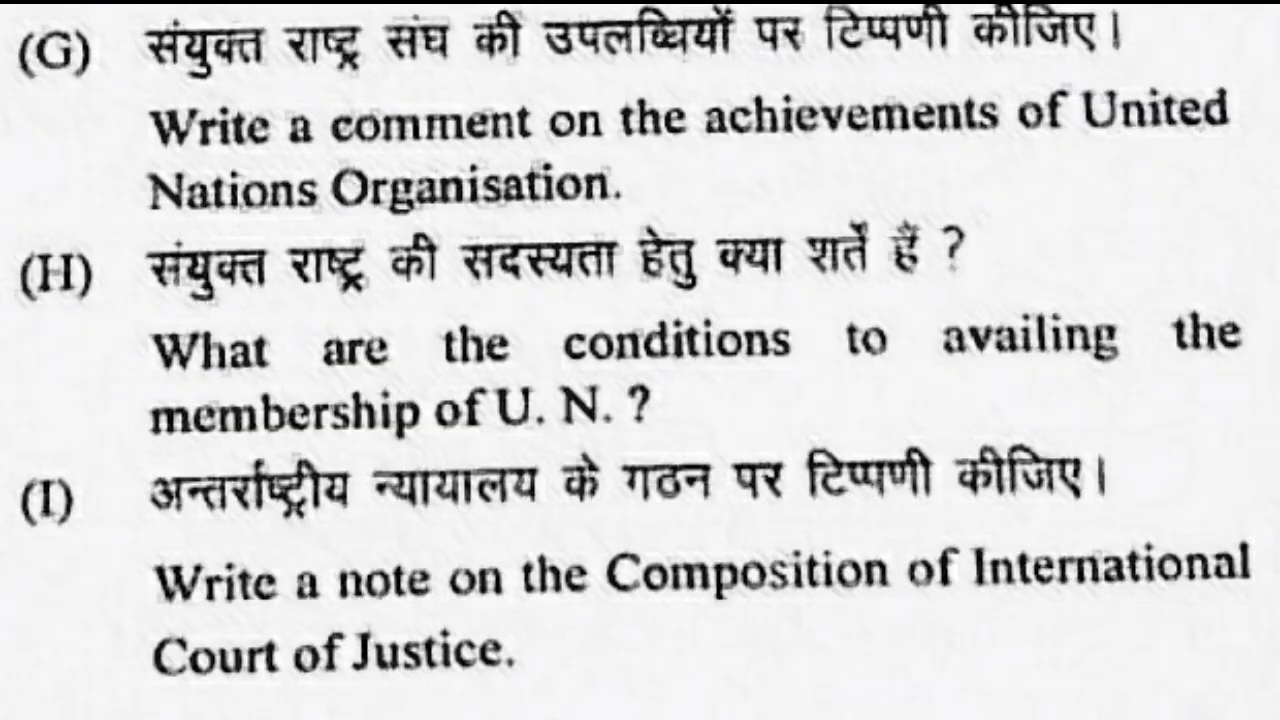 (G) संयुक्त राष्ट्र संघ की उपलब्धियों पर टिप्पणी कीजिए।
Write a comment on the achievements of United
Nations Organisation.
(H) संयुक्त राष्ट्र की सदस्यता हेतु क्या शर्तें हैं ?
What are the conditions to availing the
membership of U. N. ?
(I) अन्तर्राष्ट्रीय न्यायालय के गठन पर टिप्पणी कीजिए।
Write a note on the Composition of International
Court of Justice.